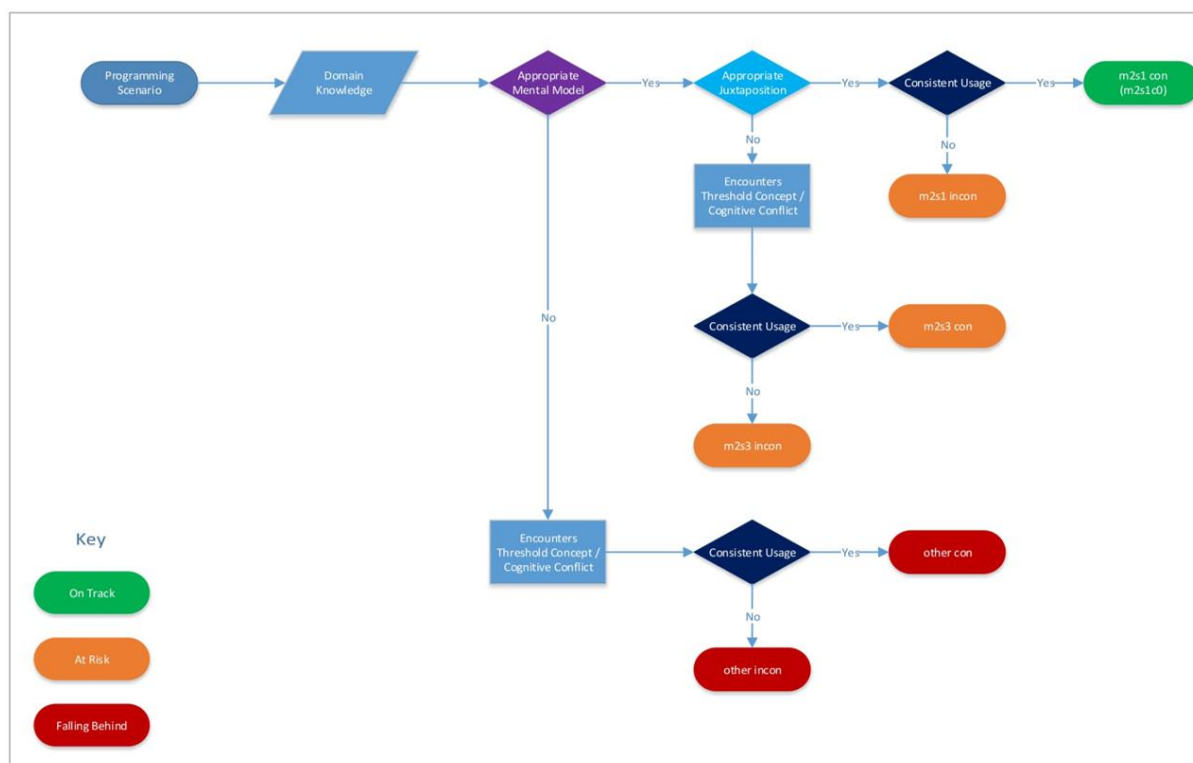 Programming
Scenario
Domain
Knowledge
Appropriate
Mental Model
Yes
Appropriate
Juxtaposition
Yes
Consistent Usage
Yes
m2s1 con
(m2s1c0)
No
No
Encounters
Threshold Concept /
Cognitive Conflict
m2s1 incon
No
Consistent Usage
Yes
m2s3 con
No
m2s3 incon
Encounters
Threshold Concept /
Cognitive Conflict
Consistent Usage
Yes
other con
No
other incon
Key
On Track
At Risk
Falling Behind